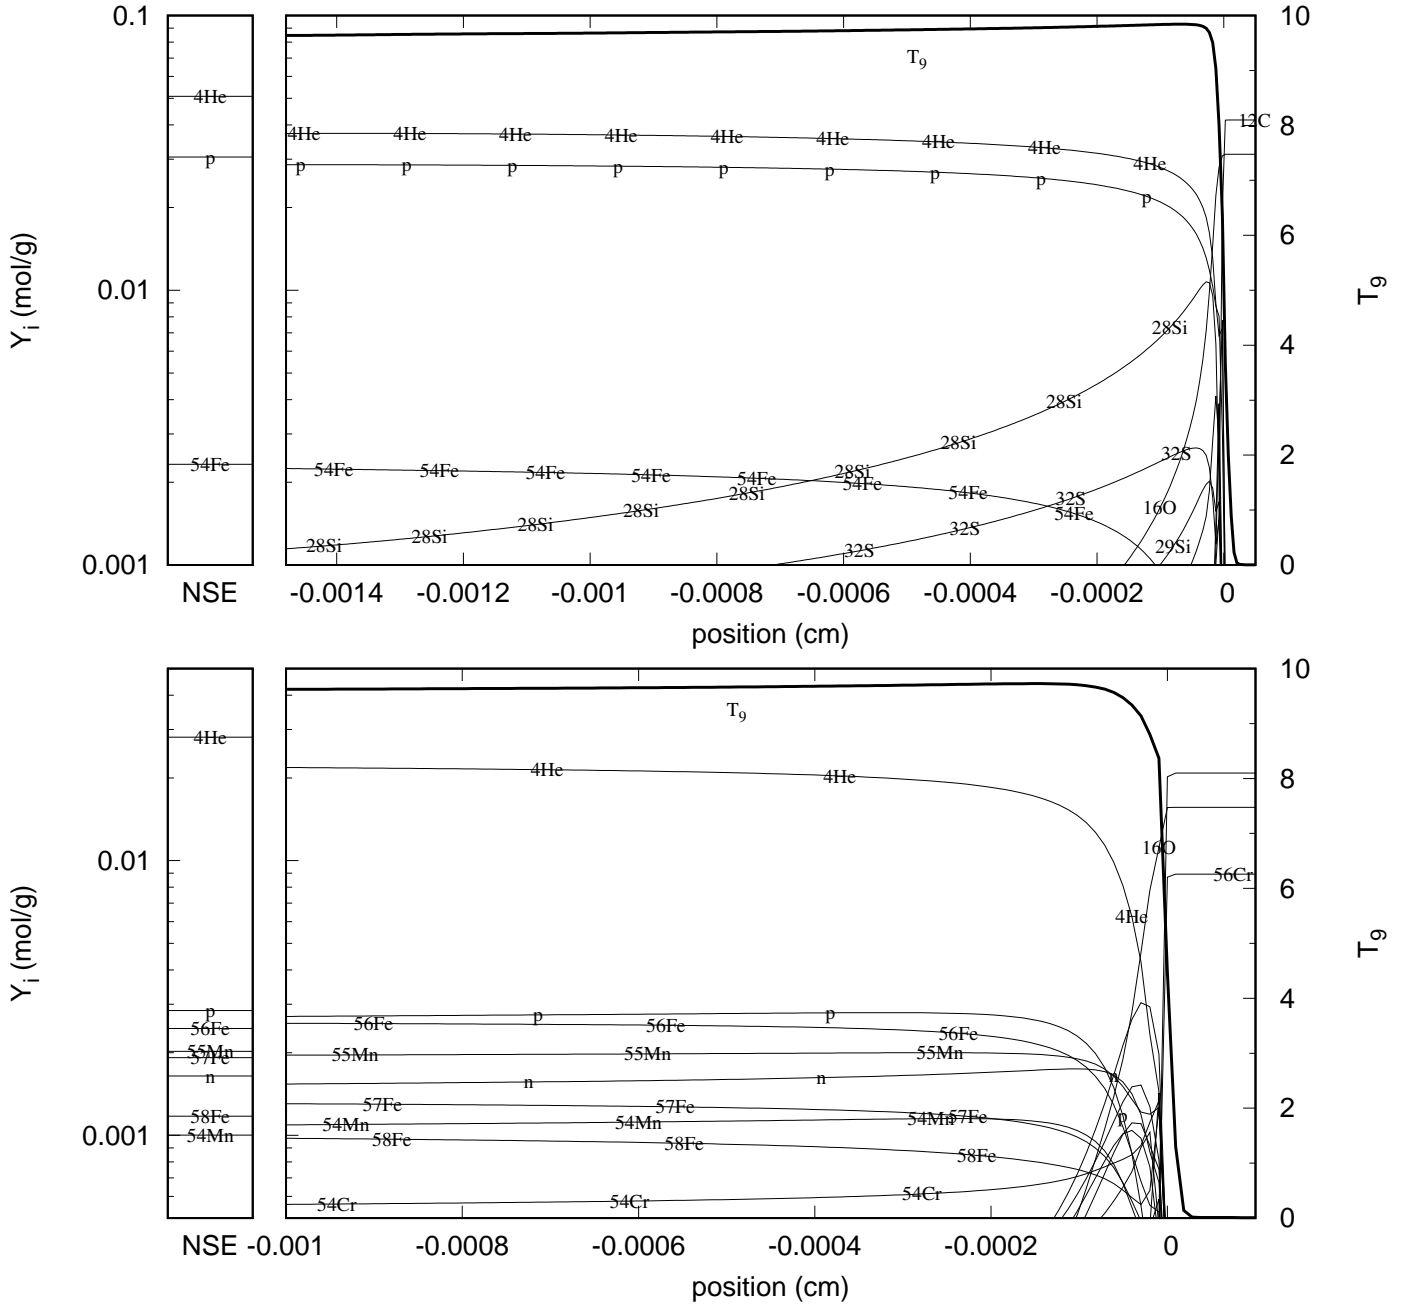 0.1
10
T9
4He
4He 4He 4He 4He 4He 4He 4He 4He 4He
12C
8
p
p p p p p p p p p
6
Yi (mol/g)
0.01
T9
28Si
4
28Si
28Si
54Fe
54Fe 54Fe 54Fe 54Fe 54Fe 54Fe 54Fe 54Fe
28Si 28Si 28Si 28Si 28Si 28Si
32S 32S 32S 32S
2
16O
29Si
0.001
0
NSE
-0.0014 -0.0012 -0.001 -0.0008 -0.0006 -0.0004 -0.0002 0
position (cm)
10
T9
4He
4He 4He
8
16O
0.01
56Cr
6
4He
Yi (mol/g)
T9
4
p
p p p
56Fe
56Fe 56Fe 56Fe
55Mn
55Mn 55Mn 55Mn
57Fe
n
n n n
57Fe 57Fe 57Fe
2
58Fe
54Mn 54Mn 54Mn
p
0.001
54Mn
58Fe 58Fe 58Fe
54Cr 54Cr 54Cr
0
NSE
-0.001 -0.0008 -0.0006 -0.0004 -0.0002 0
position (cm)